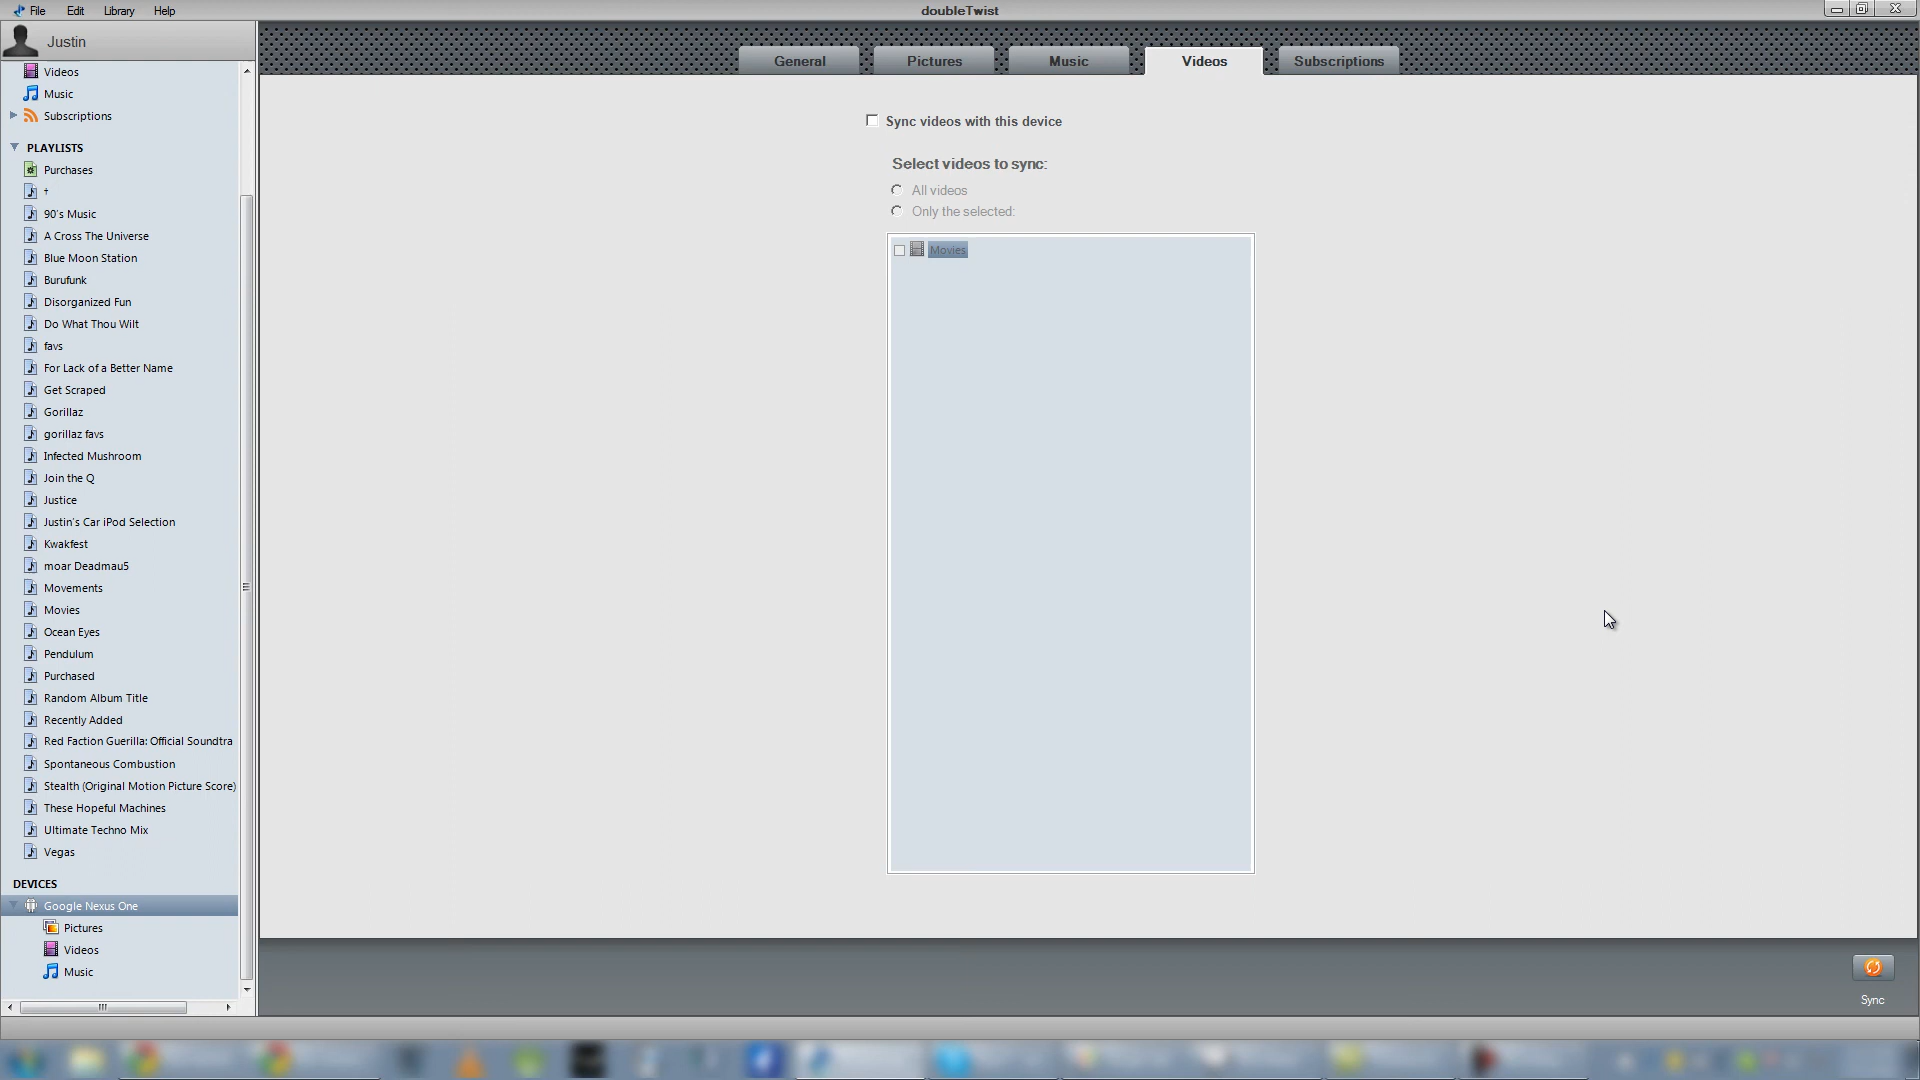 File Edit Library Help
doubleTwist
Justin
General Pictures Music Videos Subscriptions
Videos
Music
Subscriptions
PLAYLISTS
Purchases
†
90's Music
A Cross The Universe
Blue Moon Station
Burufunk
Disorganized Fun
Do What Thou Wilt
favs
For Lack of a Better Name
Get Scraped
Gorillaz
gorillaz favs
Infected Mushroom
Join the Q
Justice
Justin's Car iPod Selection
Kwakfest
moar Deadmau5
Movements
Movies
Ocean Eyes
Pendulum
Purchased
Random Album Title
Recently Added
Red Faction Guerilla: Official Soundtra
Spontaneous Combustion
Stealth (Original Motion Picture Score)
These Hopeful Machines
Ultimate Techno Mix
Vegas
DEVICES
Google Nexus One
Pictures
Videos
Music
Sync videos with this device
Select videos to sync:
All videos
Only the selected:
Movies
Sync